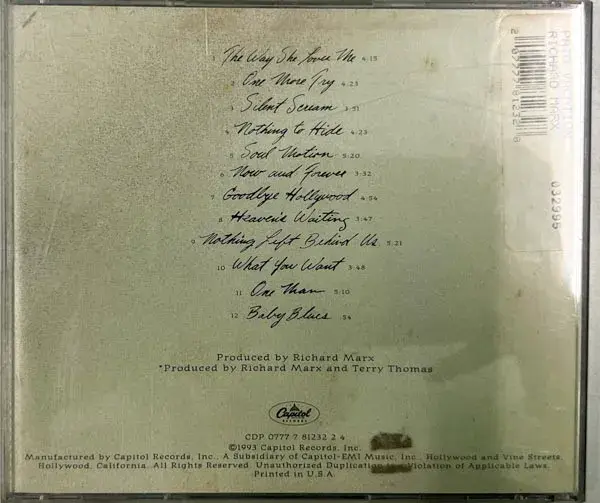 1 The Way She Loves Me 4:15
2 One More Try 4:23
3 Silent Scream 3:51
4 Nothing to Hide 4:23
5 Soul Motion 5:20
6 Now and Forever 3:32
7 Goodbye Hollywood 4:54
8 Heaven's Waiting 3:47
9 Nothing Left Behind Us 5:21
10 What You Want 3:48
11 One Man 5:10
12 Baby Blues :54
Produced by Richard Marx
*Produced by Richard Marx and Terry Thomas
Capitol
RECORDS
CDP 0777 7 81232 2 4
©1993 Capitol Records, Inc.
Manufactured by Capitol Records, Inc., A Subsidiary of Capitol-EMI Music, Inc., Hollywood and Vine Streets,
Hollywood, California. All Rights Reserved. Unauthorized Duplication Violation of Applicable Laws.
Printed in U.S.A.
RICHARD MARX
032995